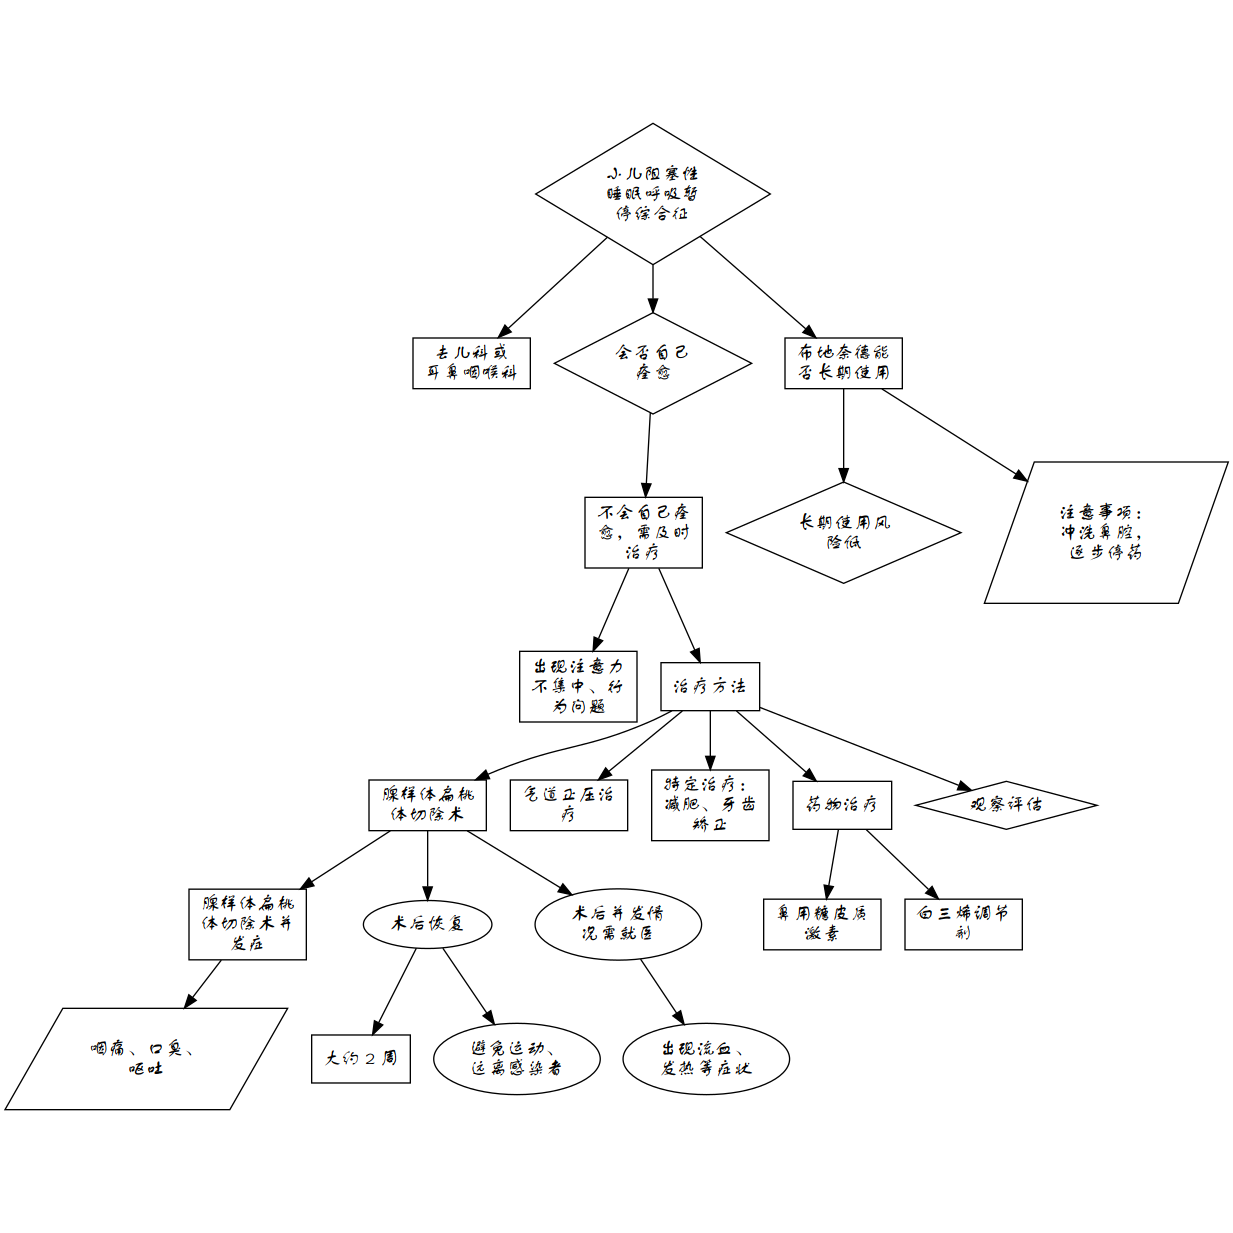 小儿阻塞性
睡眠呼吸暂
停综合征
去儿科或
耳鼻咽喉科
会否自己
痊愈
布地奈德能
否长期使用
不会自己痊
愈，需及时
治疗
长期使用风
险低
注意事项：
冲洗鼻腔，
逐步停药
出现注意力
不集中、行
为问题
治疗方法
腺样体扁桃
体切除术
气道正压治
疗
特定治疗：
减肥、牙齿
矫正
药物治疗
观察评估
腺样体扁桃
体切除术并
发症
术后恢复
术后并发情
况需就医
鼻用糖皮质
激素
白三烯调节
剂
咽痛、口臭、
呕吐
大约2周
避免运动、
远离感染者
出现流血、
发热等症状